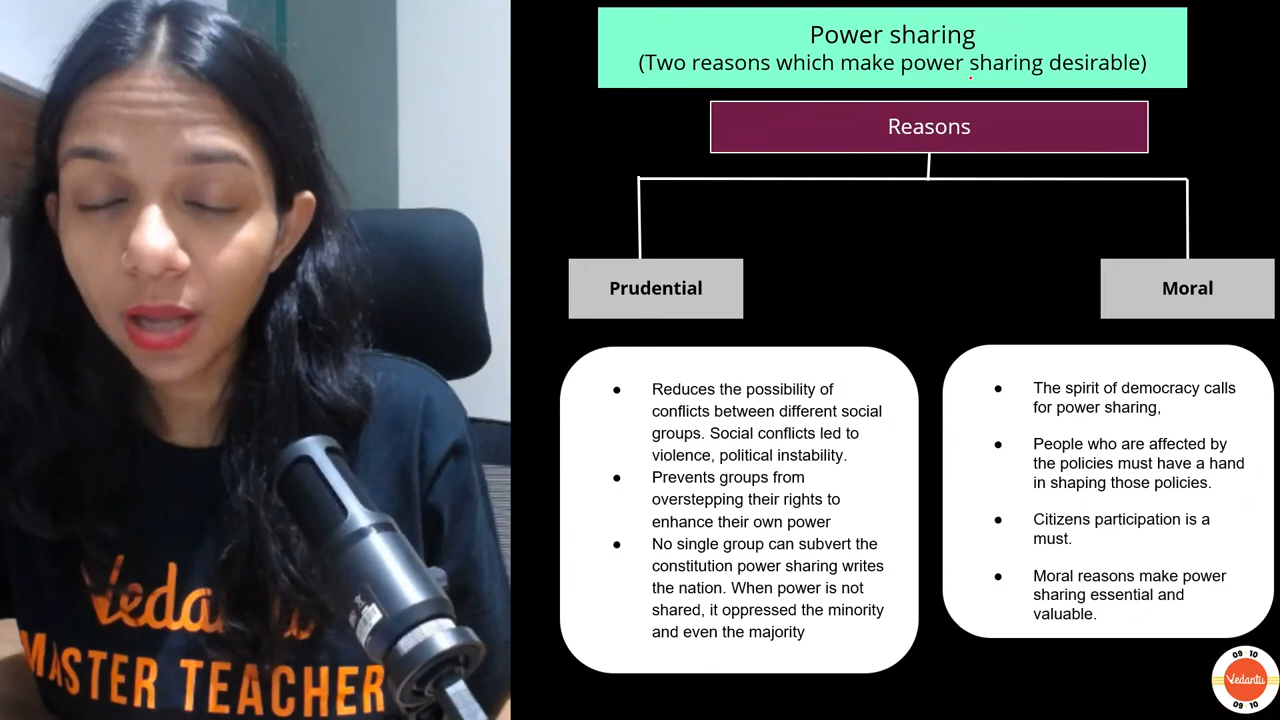 Power sharing
(Two reasons which make power sharing desirable)
Reasons
Prudential
Moral
● Reduces the possibility of
conflicts between different social
groups. Social conflicts led to
violence, political instability.
● Prevents groups from
overstepping their rights to
enhance their own power
● No single group can subvert the
constitution power sharing writes
the nation. When power is not
shared, it oppressed the minority
and even the majority
● The spirit of democracy calls
for power sharing,
● People who are affected by
the policies must have a hand
in shaping those policies.
● Citizens participation is a
must.
● Moral reasons make power
sharing essential and
valuable.
MASTER TEACHER
09 10
Vedantu
09 10